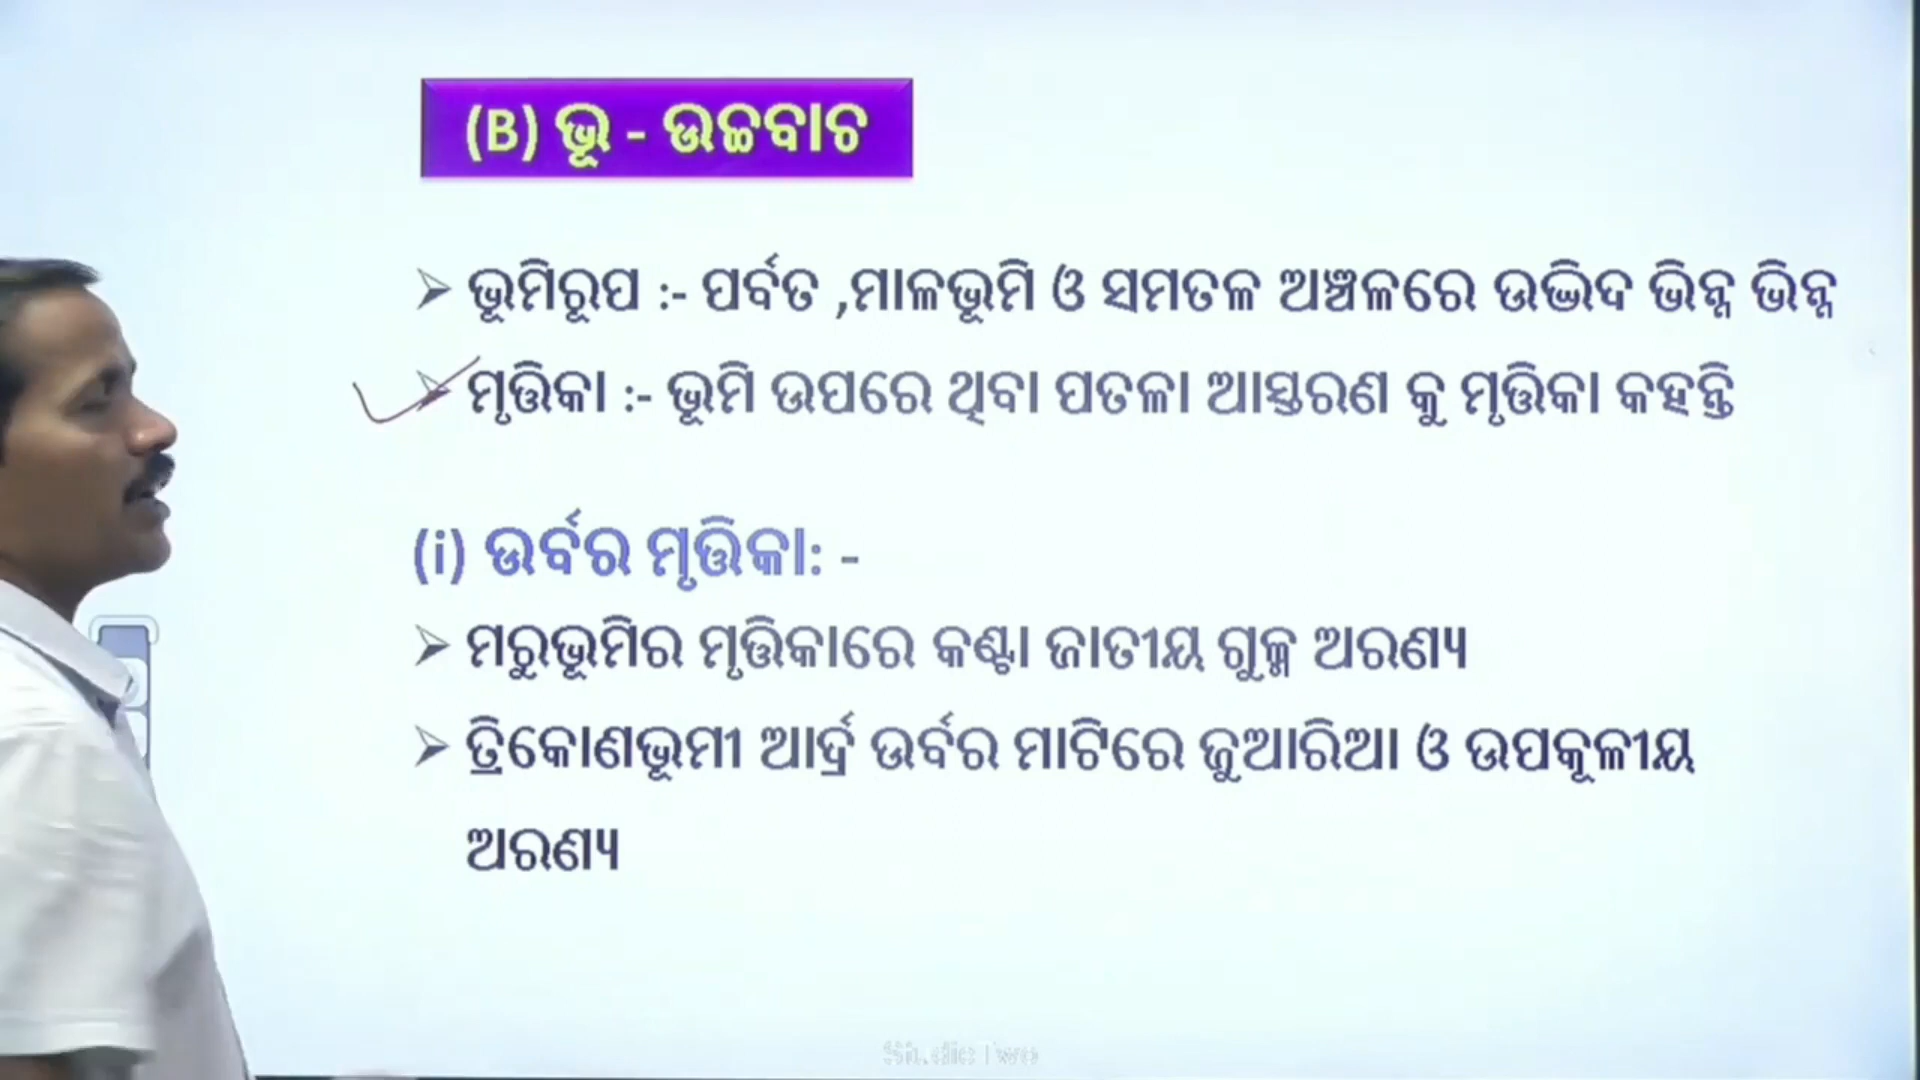 (B) ଭୂ - ଉଚ୍ଚବାଚ
➢ ଭୂମିରୂପ :- ପର୍ବତ ,ମାଳଭୂମି ଓ ସମତଳ ଅଞ୍ଚଳରେ ଉଦ୍ଭିଦ ଭିନ୍ନ ଭିନ୍ନ
➢ ମୃତ୍ତିକା :- ଭୂମି ଉପରେ ଥିବା ପତଳା ଆସ୍ତରଣ କୁ ମୃତ୍ତିକା କହନ୍ତି
(i) ଉର୍ବର ମୃତ୍ତିକା: -
➢ ମରୁଭୂମିର ମୃତ୍ତିକାରେ କଣ୍ଟା ଜାତୀୟ ଗୁଳ୍ମ ଅରଣ୍ୟ
➢ ତ୍ରିକୋଣଭୂମୀ ଆର୍ଦ୍ର ଉର୍ବର ମାଟିରେ ଜୁଆରିଆ ଓ ଉପକୂଳୀୟ
ଅରଣ୍ୟ